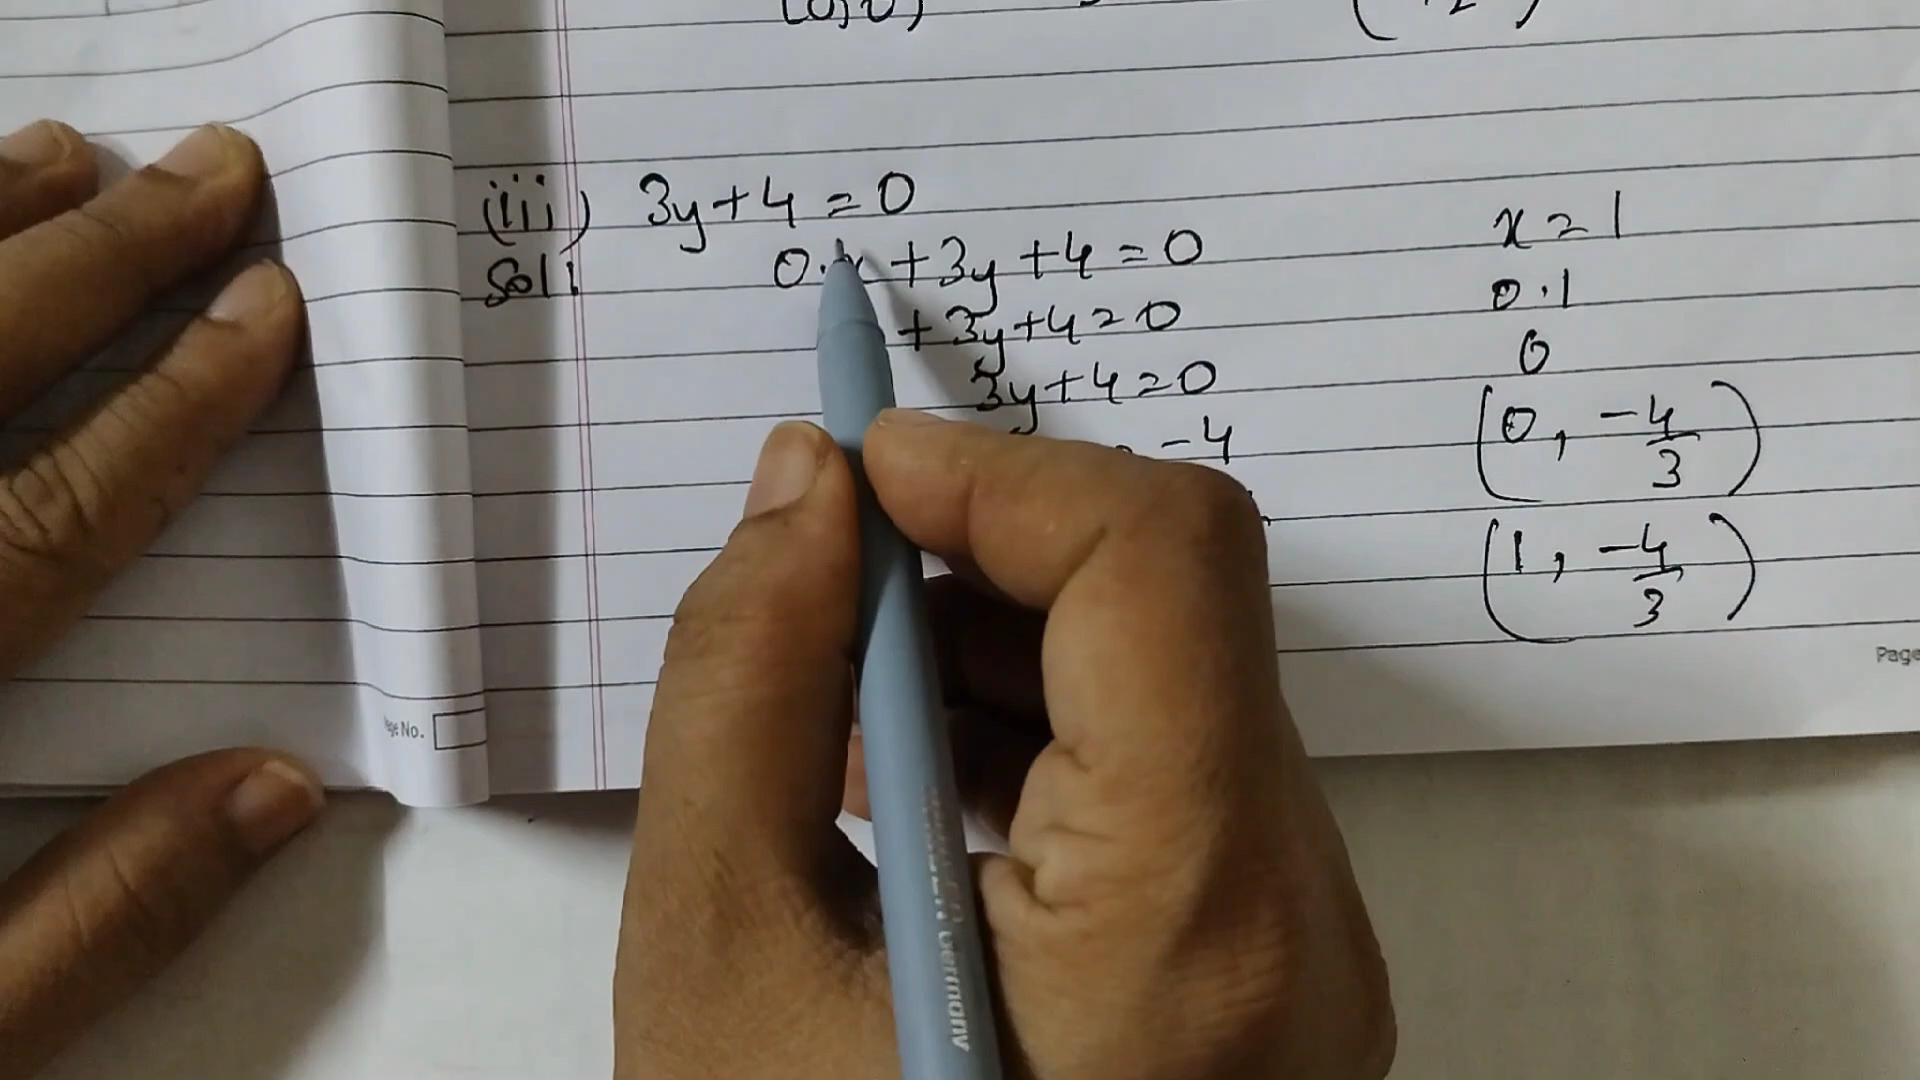 (iii) 3y+4=0
Sol:
0.x+3y+4=0
+3y+4=0
3y+4=0
-4
x=1
0.1
0
(0, -4/3)
(1, -4/3)
Page
Page No.
Germany